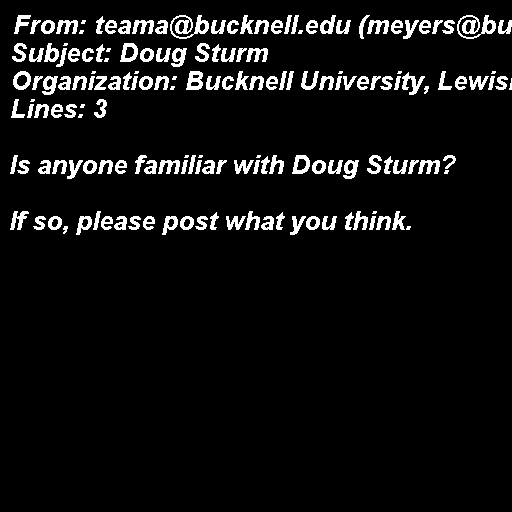 From: teama@bucknell.edu (meyers@bu
Subject: Doug Sturm
Organization: Bucknell University, Lewis
Lines: 3

Is anyone familiar with Doug Sturm?

If so, please post what you think.